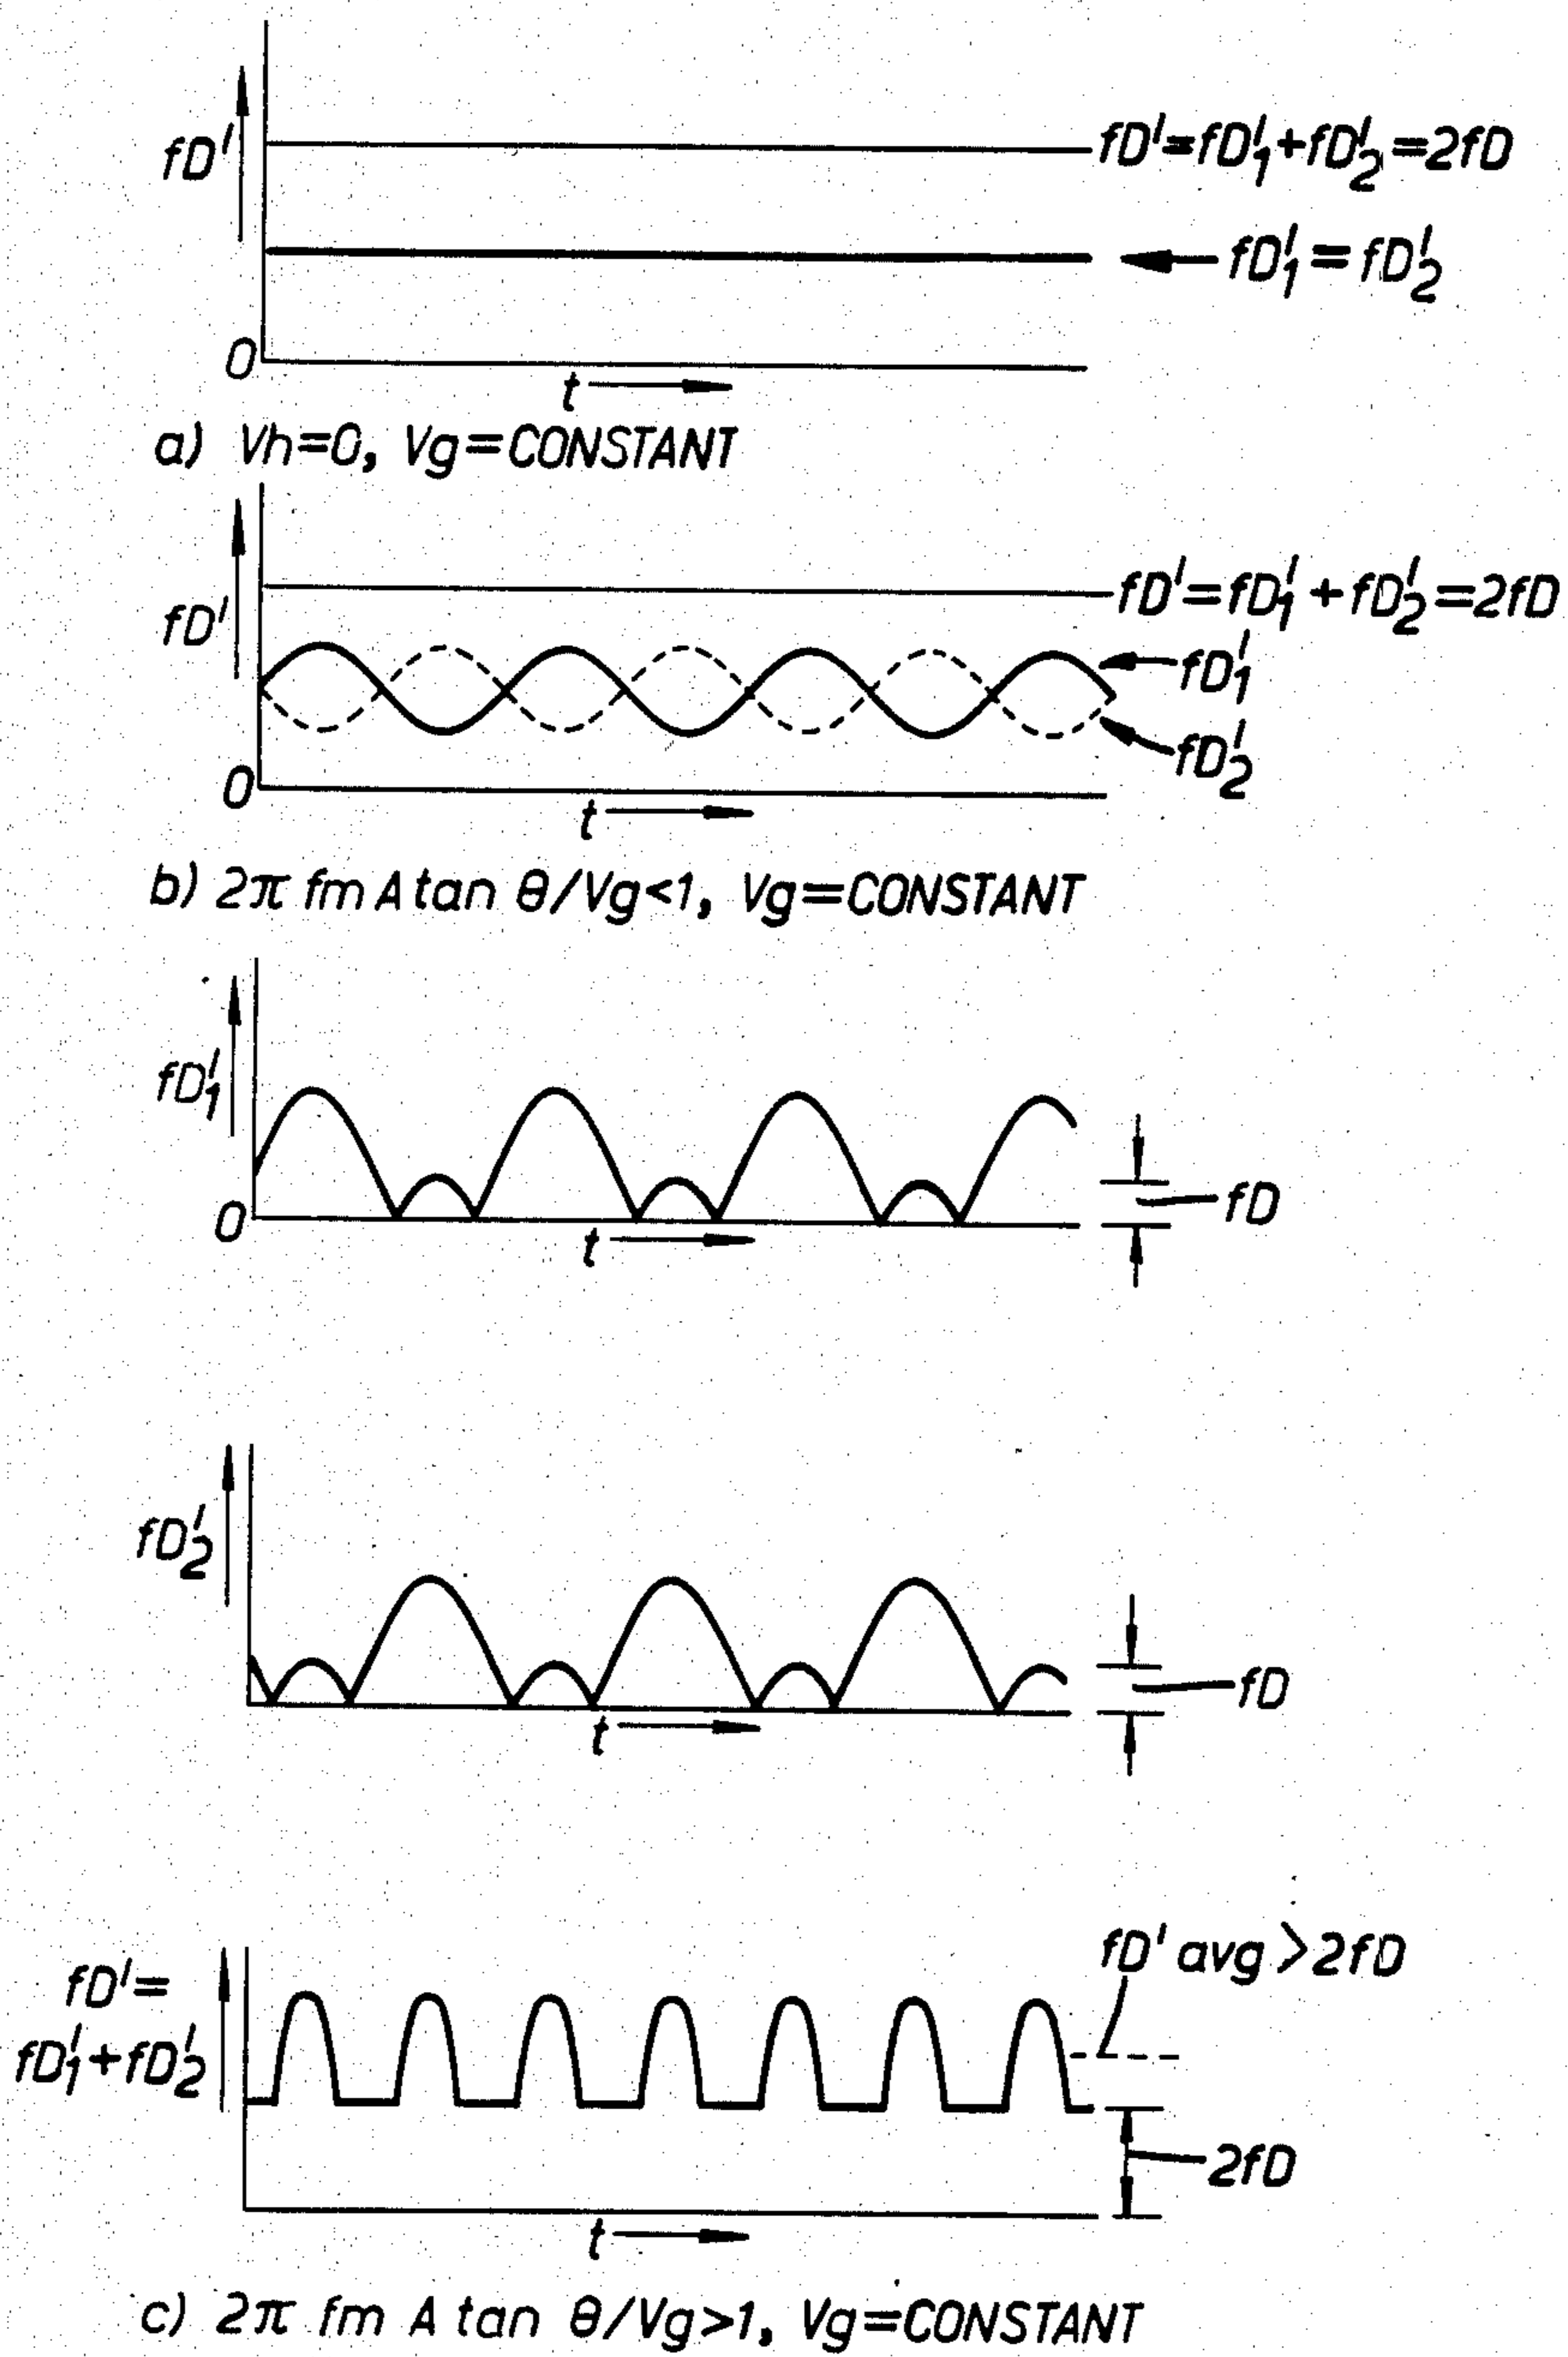 fD'
fD'=fD'₁+fD'₂=2fD
fD'₁=fD'₂
0
t
a) Vh=0, Vg=CONSTANT
fD'
fD'=fD'₁+fD'₂=2fD
fD'₁
fD'₂
0
t
b) 2π fm A tan θ/Vg<1, Vg=CONSTANT
fD'₁
0
t
fD
fD'₂
t
fD
fD'=
fD'₁+fD'₂
fD' avg >2fD
2fD
t
c) 2π fm A tan θ/Vg>1, Vg=CONSTANT